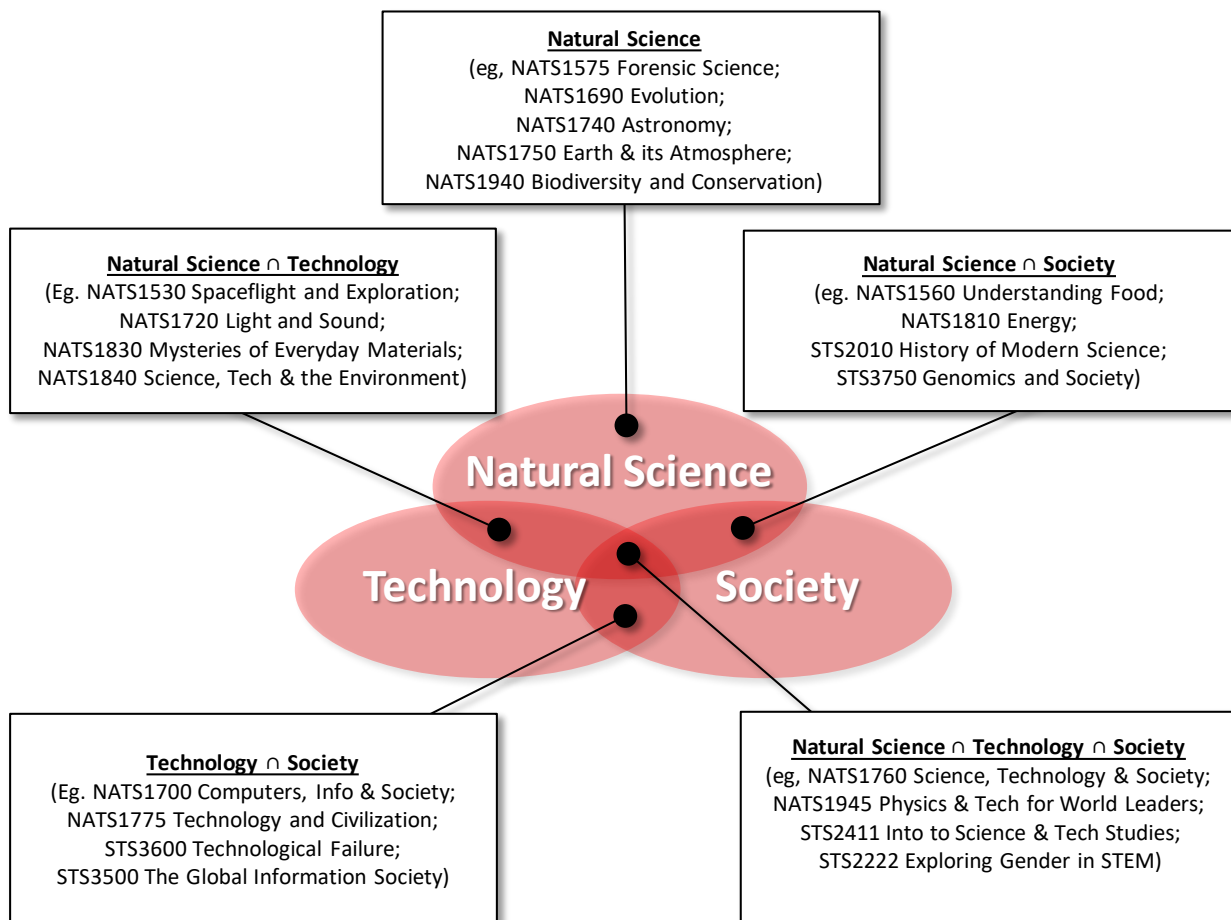 Natural Science
(eg, NATS1575 Forensic Science;
NATS1690 Evolution;
NATS1740 Astronomy;
NATS1750 Earth & its Atmosphere;
NATS1940 Biodiversity and Conservation)
Natural Science ∩ Technology
(Eg. NATS1530 Spaceflight and Exploration;
NATS1720 Light and Sound;
NATS1830 Mysteries of Everyday Materials;
NATS1840 Science, Tech & the Environment)
Natural Science ∩ Society
(eg. NATS1560 Understanding Food;
NATS1810 Energy;
STS2010 History of Modern Science;
STS3750 Genomics and Society)
Natural Science
Technology
Society
Technology ∩ Society
(Eg. NATS1700 Computers, Info & Society;
NATS1775 Technology and Civilization;
STS3600 Technological Failure;
STS3500 The Global Information Society)
Natural Science ∩ Technology ∩ Society
(eg, NATS1760 Science, Technology & Society;
NATS1945 Physics & Tech for World Leaders;
STS2411 Into to Science & Tech Studies;
STS2222 Exploring Gender in STEM)